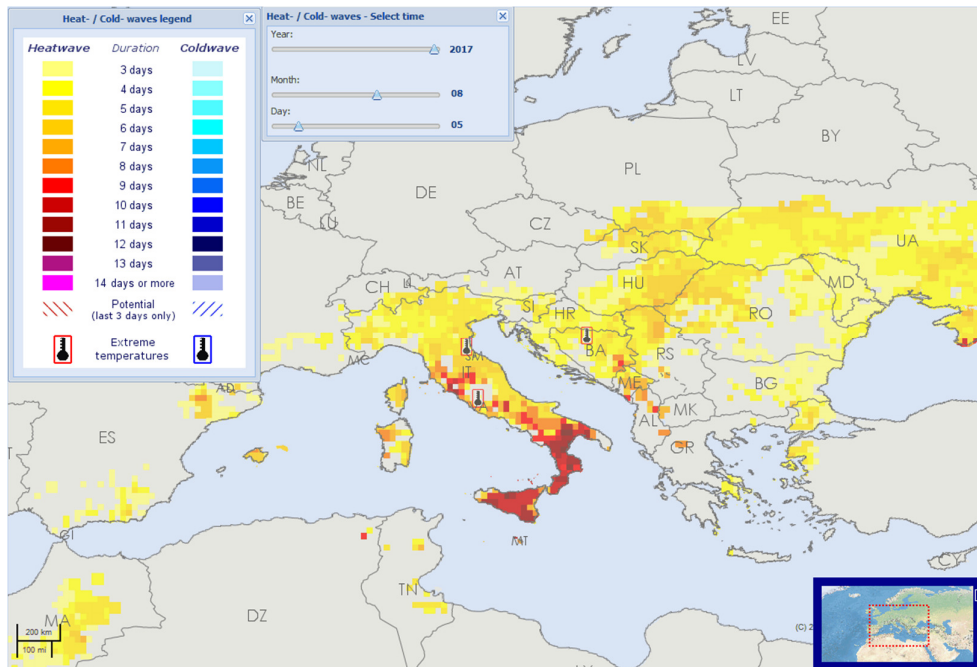 Heat- / Cold- waves legend
Heatwave Duration Coldwave
3 days
4 days
5 days
6 days
7 days
8 days
9 days
10 days
11 days
12 days
13 days
14 days or more
Potential
(last 3 days only)
Extreme
temperatures
Heat- / Cold- waves - Select time
Year:
2017
Month:
08
Day:
05
EE
LV
LT
BY
NL
DE
PL
BE
LU
CZ
UA
SK
AT
CH
LI
HU
MD
SI
HR
RO
BA
RS
MC
SM
IT
ME
BG
AD
ES
MK
AL
GR
GI
MT
CY
TN
MA
DZ
200 km
100 mi
(C) 2